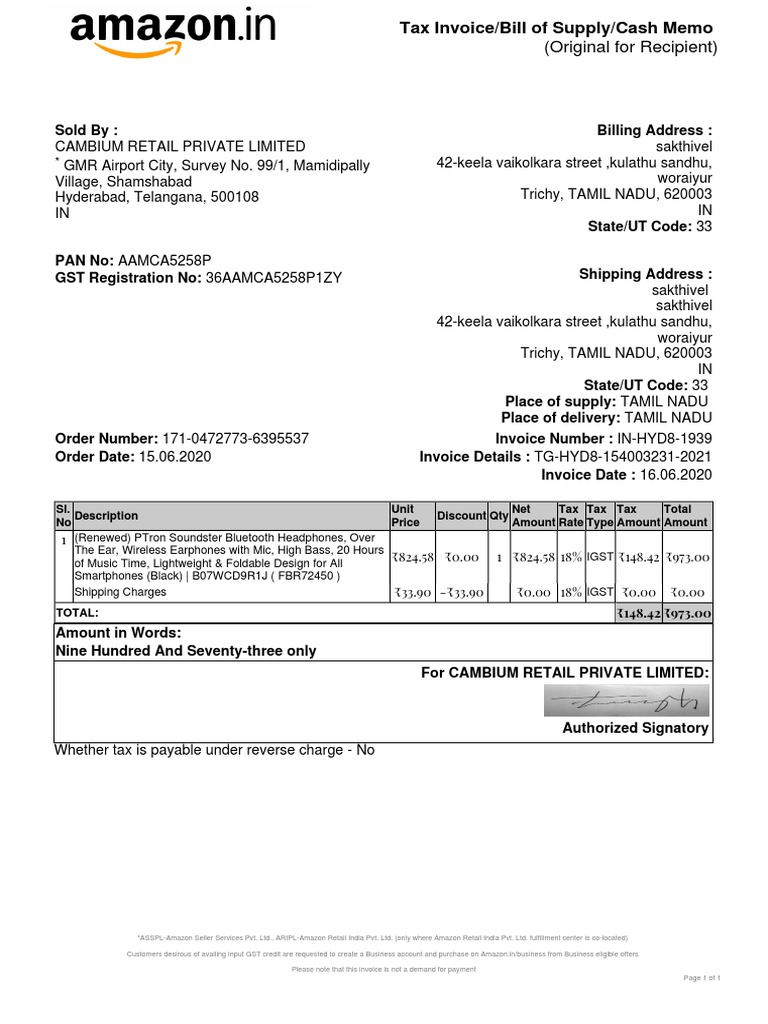 amazon.in
Tax Invoice/Bill of Supply/Cash Memo
(Original for Recipient)
Sold By :
CAMBIUM RETAIL PRIVATE LIMITED
* GMR Airport City, Survey No. 99/1, Mamidipally
Village, Shamshabad
Hyderabad, Telangana, 500108
IN
PAN No: AAMCA5258P
GST Registration No: 36AAMCA5258P1ZY
Billing Address :
sakthivel
42-keela vaikolkara street ,kulathu sandhu,
woraiyur
Trichy, TAMIL NADU, 620003
IN
State/UT Code: 33
Shipping Address :
sakthivel
sakthivel
42-keela vaikolkara street ,kulathu sandhu,
woraiyur
Trichy, TAMIL NADU, 620003
IN
State/UT Code: 33
Place of supply: TAMIL NADU
Place of delivery: TAMIL NADU
Order Number: 171-0472773-6395537
Order Date: 15.06.2020
Invoice Number : IN-HYD8-1939
Invoice Details : TG-HYD8-154003231-2021
Invoice Date : 16.06.2020
Sl. No Description Unit Price Discount Qty Net Amount Tax Rate Tax Type Tax Amount Total Amount
1 (Renewed) PTron Soundster Bluetooth Headphones, Over
The Ear, Wireless Earphones with Mic, High Bass, 20 Hours
of Music Time, Lightweight & Foldable Design for All
Smartphones (Black) | B07WCD9R1J ( FBR72450 )
₹824.58 ₹0.00 1 ₹824.58 18% IGST ₹148.42 ₹973.00
Shipping Charges ₹33.90 -₹33.90 ₹0.00 18% IGST ₹0.00 ₹0.00
TOTAL: ₹148.42 ₹973.00
Amount in Words:
Nine Hundred And Seventy-three only
For CAMBIUM RETAIL PRIVATE LIMITED:
Authorized Signatory
Whether tax is payable under reverse charge - No
*ASSPL-Amazon Seller Services Pvt. Ltd., ARIPL-Amazon Retail India Pvt. Ltd. (only where Amazon Retail India Pvt. Ltd. fulfillment center is co-located)
Customers desirous of availing input GST credit are requested to create a Business account and purchase on Amazon.in/business from Business eligible offers
Please note that this invoice is not a demand for payment
Page 1 of 1